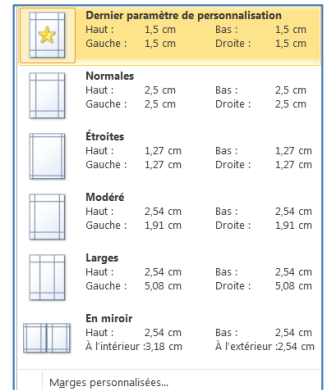 Dernier paramètre de personnalisation
Haut : 1,5 cm Bas : 1,5 cm
Gauche : 1,5 cm Droite : 1,5 cm
Normales
Haut : 2,5 cm Bas : 2,5 cm
Gauche : 2,5 cm Droite : 2,5 cm
Étroites
Haut : 1,27 cm Bas : 1,27 cm
Gauche : 1,27 cm Droite : 1,27 cm
Modéré
Haut : 2,54 cm Bas : 2,54 cm
Gauche : 1,91 cm Droite : 1,91 cm
Larges
Haut : 2,54 cm Bas : 2,54 cm
Gauche : 5,08 cm Droite : 5,08 cm
En miroir
Haut : 2,54 cm Bas : 2,54 cm
À l'intérieur :3,18 cm À l'extérieur :2,54 cm
Marges personnalisées...